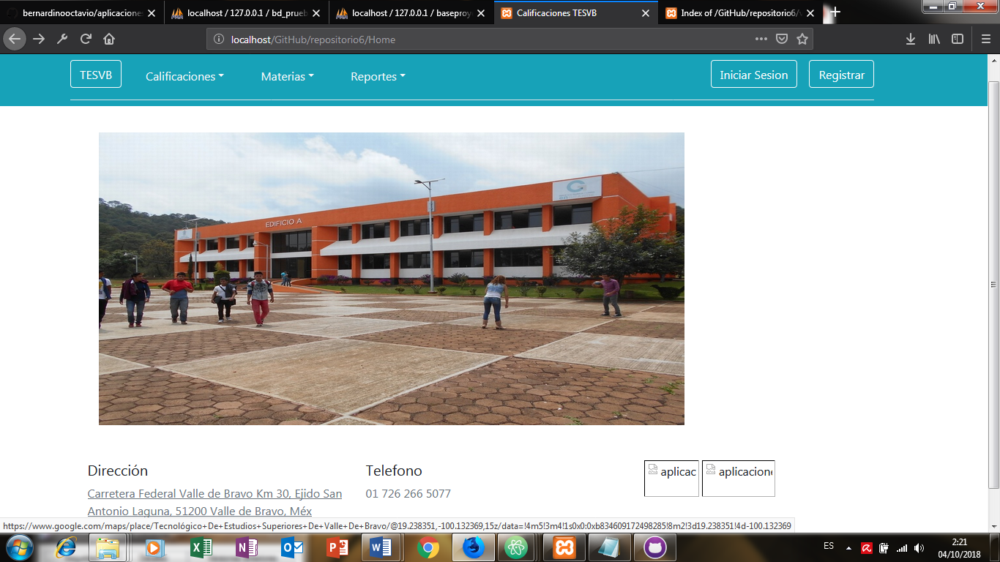 bernardinooctavio/aplicaciones
localhost / 127.0.0.1 / bd_prueb
localhost / 127.0.0.1 / baseproy
Calificaciones TESVB
Index of /GitHub/repositorio6/
localhost/GitHub/repositorio6/Home
TESVB
Calificaciones
Materias
Reportes
Iniciar Sesion
Registrar
EDIFICIO A
Dirección
Telefono
aplicac
aplicacion
Carretera Federal Valle de Bravo Km 30, Ejido San
Antonio Laguna, 51200 Valle de Bravo, Méx
01 726 266 5077
https://www.google.com/maps/place/Tecnológico+De+Estudios+Superiores+De+Valle+De+Bravo/@19.238351,-100.132369,15z/data=!4m5!3m4!1s0x0:0xb834609172498285!8m2!3d19.238351!4d-100.132369
ES
2:21
04/10/2018